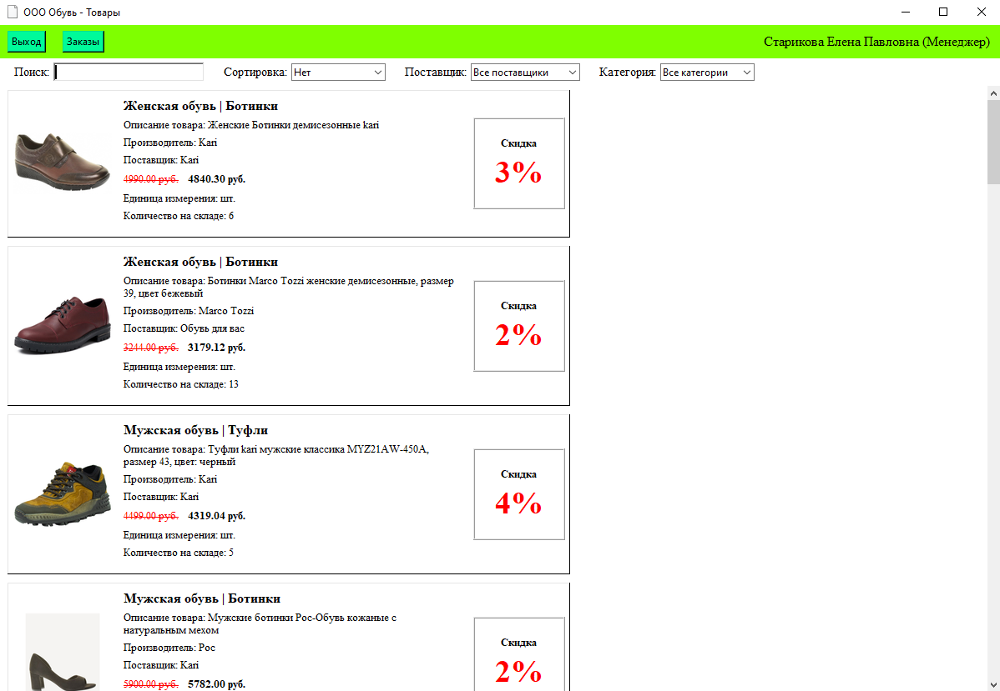 ООО Обувь - Товары
Выход Заказы Старикова Елена Павловна (Менеджер)
Поиск: Сортировка: Нет Поставщик: Все поставщики Категория: Все категории
Женская обувь | Ботинки
Описание товара: Женские Ботинки демисезонные kari
Производитель: Kari
Поставщик: Kari
4990.00 руб. 4840.30 руб.
Единица измерения: шт.
Количество на складе: 6
Скидка
3%
Женская обувь | Ботинки
Описание товара: Ботинки Marco Tozzi женские демисезонные, размер
39, цвет бежевый
Производитель: Marco Tozzi
Поставщик: Обувь для вас
3244.00 руб. 3179.12 руб.
Единица измерения: шт.
Количество на складе: 13
Скидка
2%
Мужская обувь | Туфли
Описание товара: Туфли kari мужские классика MYZ21AW-450A,
размер 43, цвет: черный
Производитель: Kari
Поставщик: Kari
4499.00 руб. 4319.04 руб.
Единица измерения: шт.
Количество на складе: 5
Скидка
4%
Мужская обувь | Ботинки
Описание товара: Мужские ботинки Рос-Обувь кожаные с
натуральным мехом
Производитель: Рос
Поставщик: Kari
5900.00 руб. 5782.00 руб.
Скидка
2%